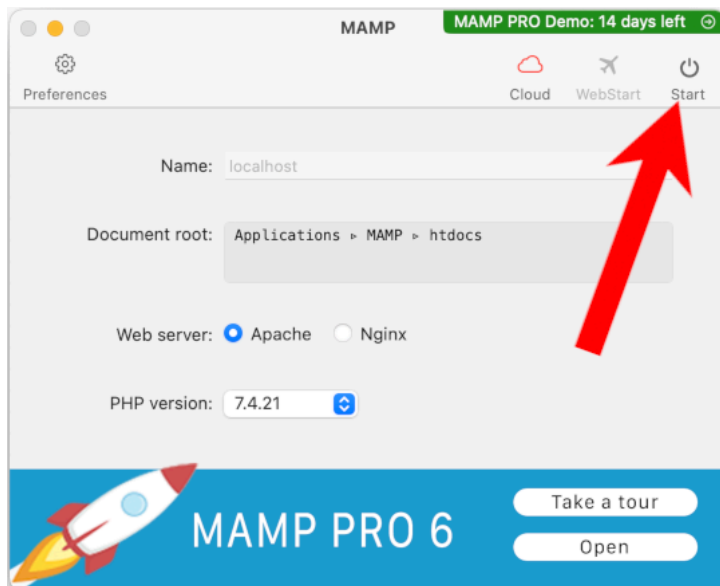 MAMP
MAMP PRO Demo: 14 days left
Preferences
Cloud
WebStart
Start
Name: localhost
Document root: Applications ▹ MAMP ▹ htdocs
Web server: Apache Nginx
PHP version: 7.4.21
MAMP PRO 6
Take a tour
Open